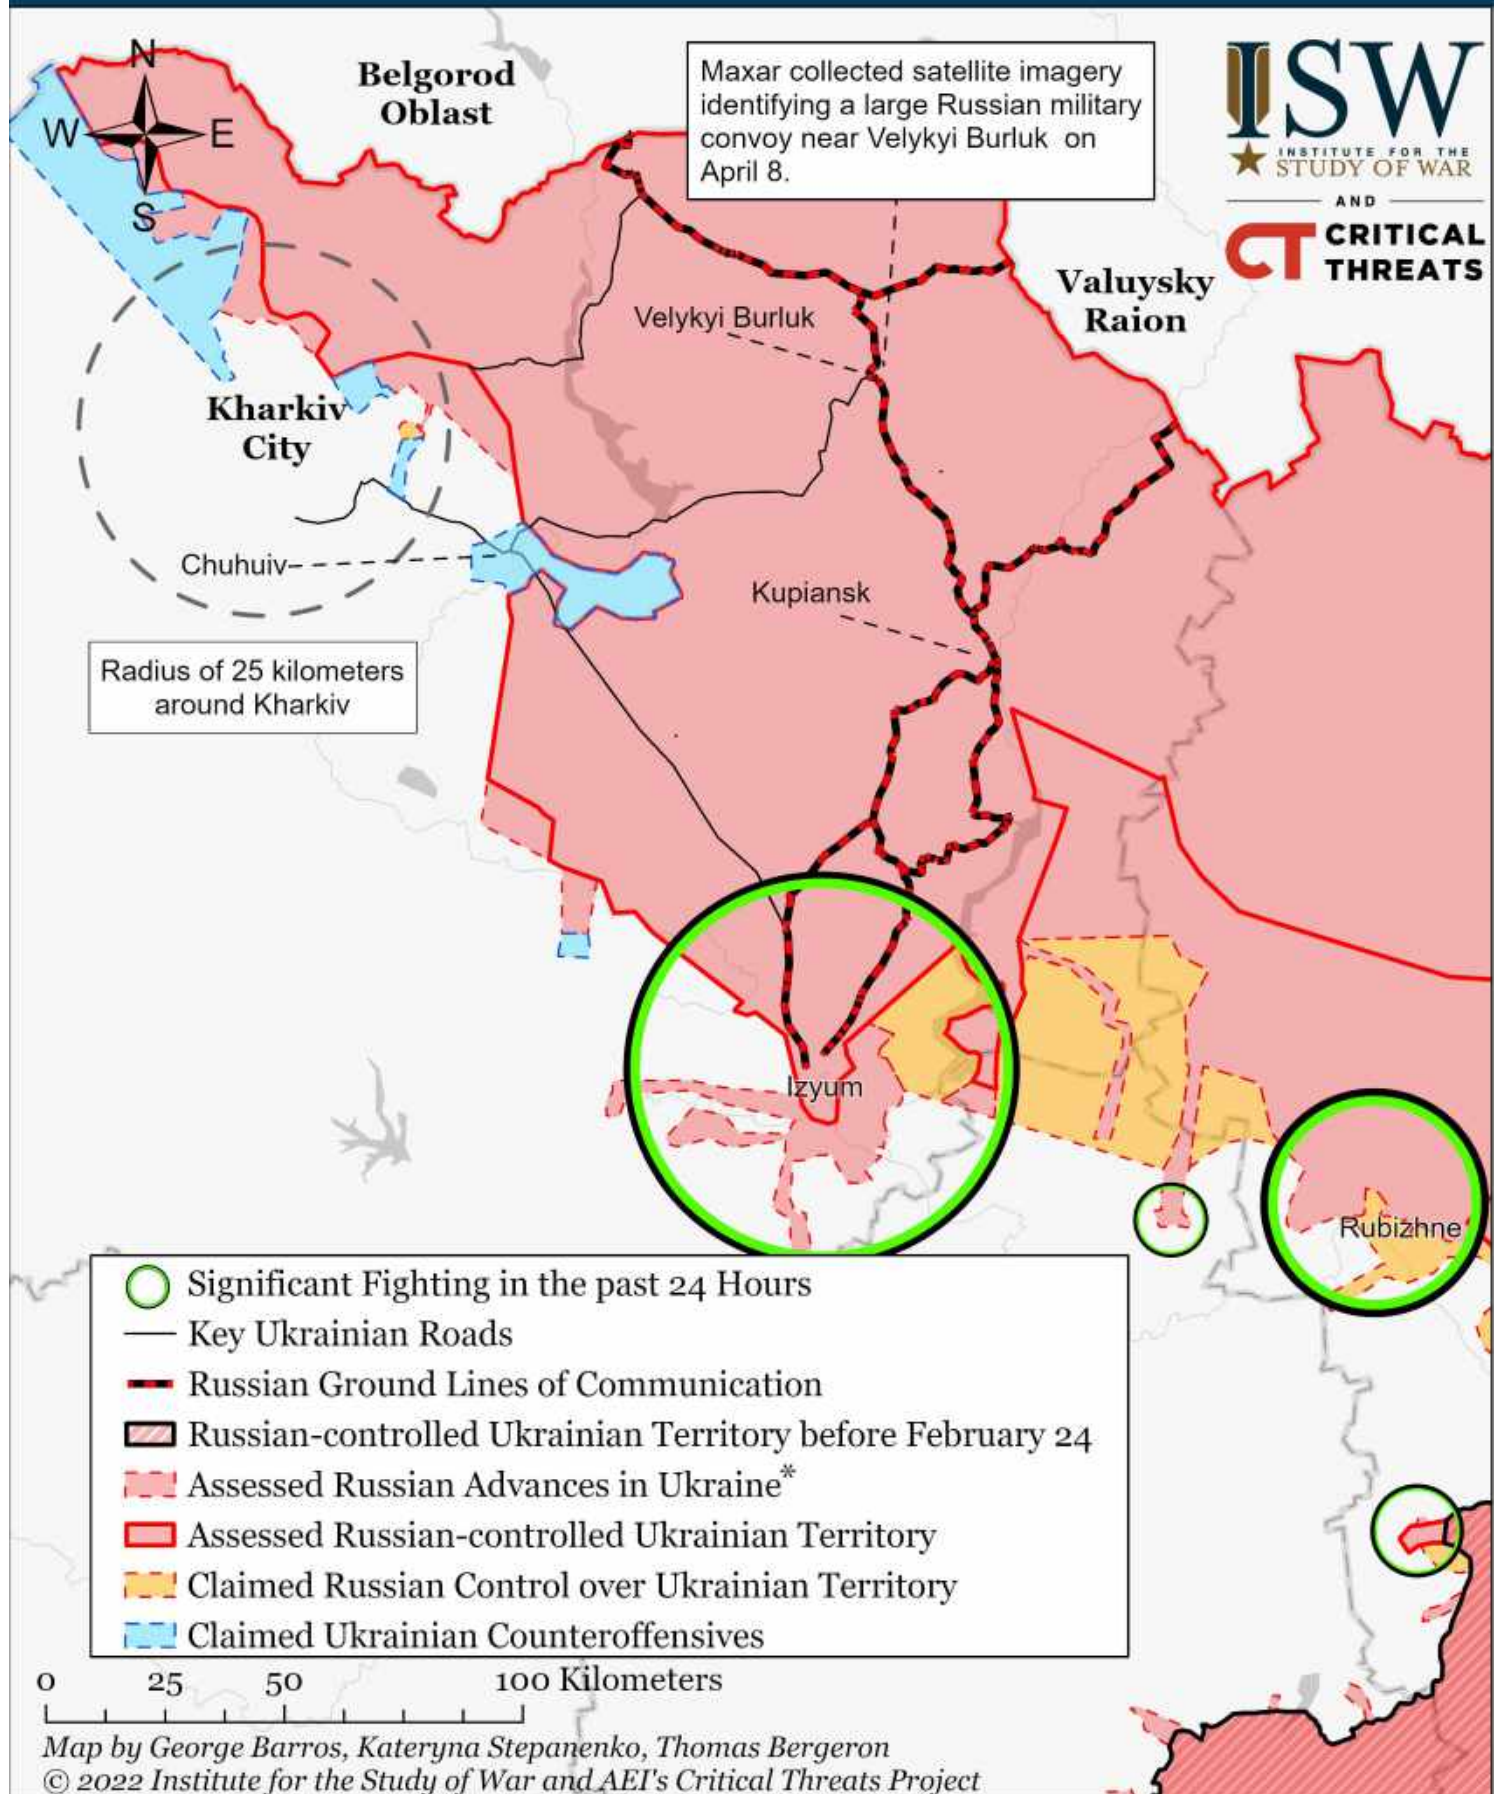 N
W
E
S
Belgorod
Oblast
Maxar collected satellite imagery
identifying a large Russian military
convoy near Velykyi Burluk on
April 8.
ISW
INSTITUTE FOR THE
STUDY OF WAR
AND
CT CRITICAL
THREATS
Valuysky
Raion
Velykyi Burluk
Kharkiv
City
Chuhuiv
Kupiansk
Radius of 25 kilometers
around Kharkiv
Izyum
Rubizhne
Significant Fighting in the past 24 Hours
Key Ukrainian Roads
Russian Ground Lines of Communication
Russian-controlled Ukrainian Territory before February 24
Assessed Russian Advances in Ukraine*
Assessed Russian-controlled Ukrainian Territory
Claimed Russian Control over Ukrainian Territory
Claimed Ukrainian Counteroffensives
0 25 50 100 Kilometers
Map by George Barros, Kateryna Stepanenko, Thomas Bergeron
© 2022 Institute for the Study of War and AEI's Critical Threats Project